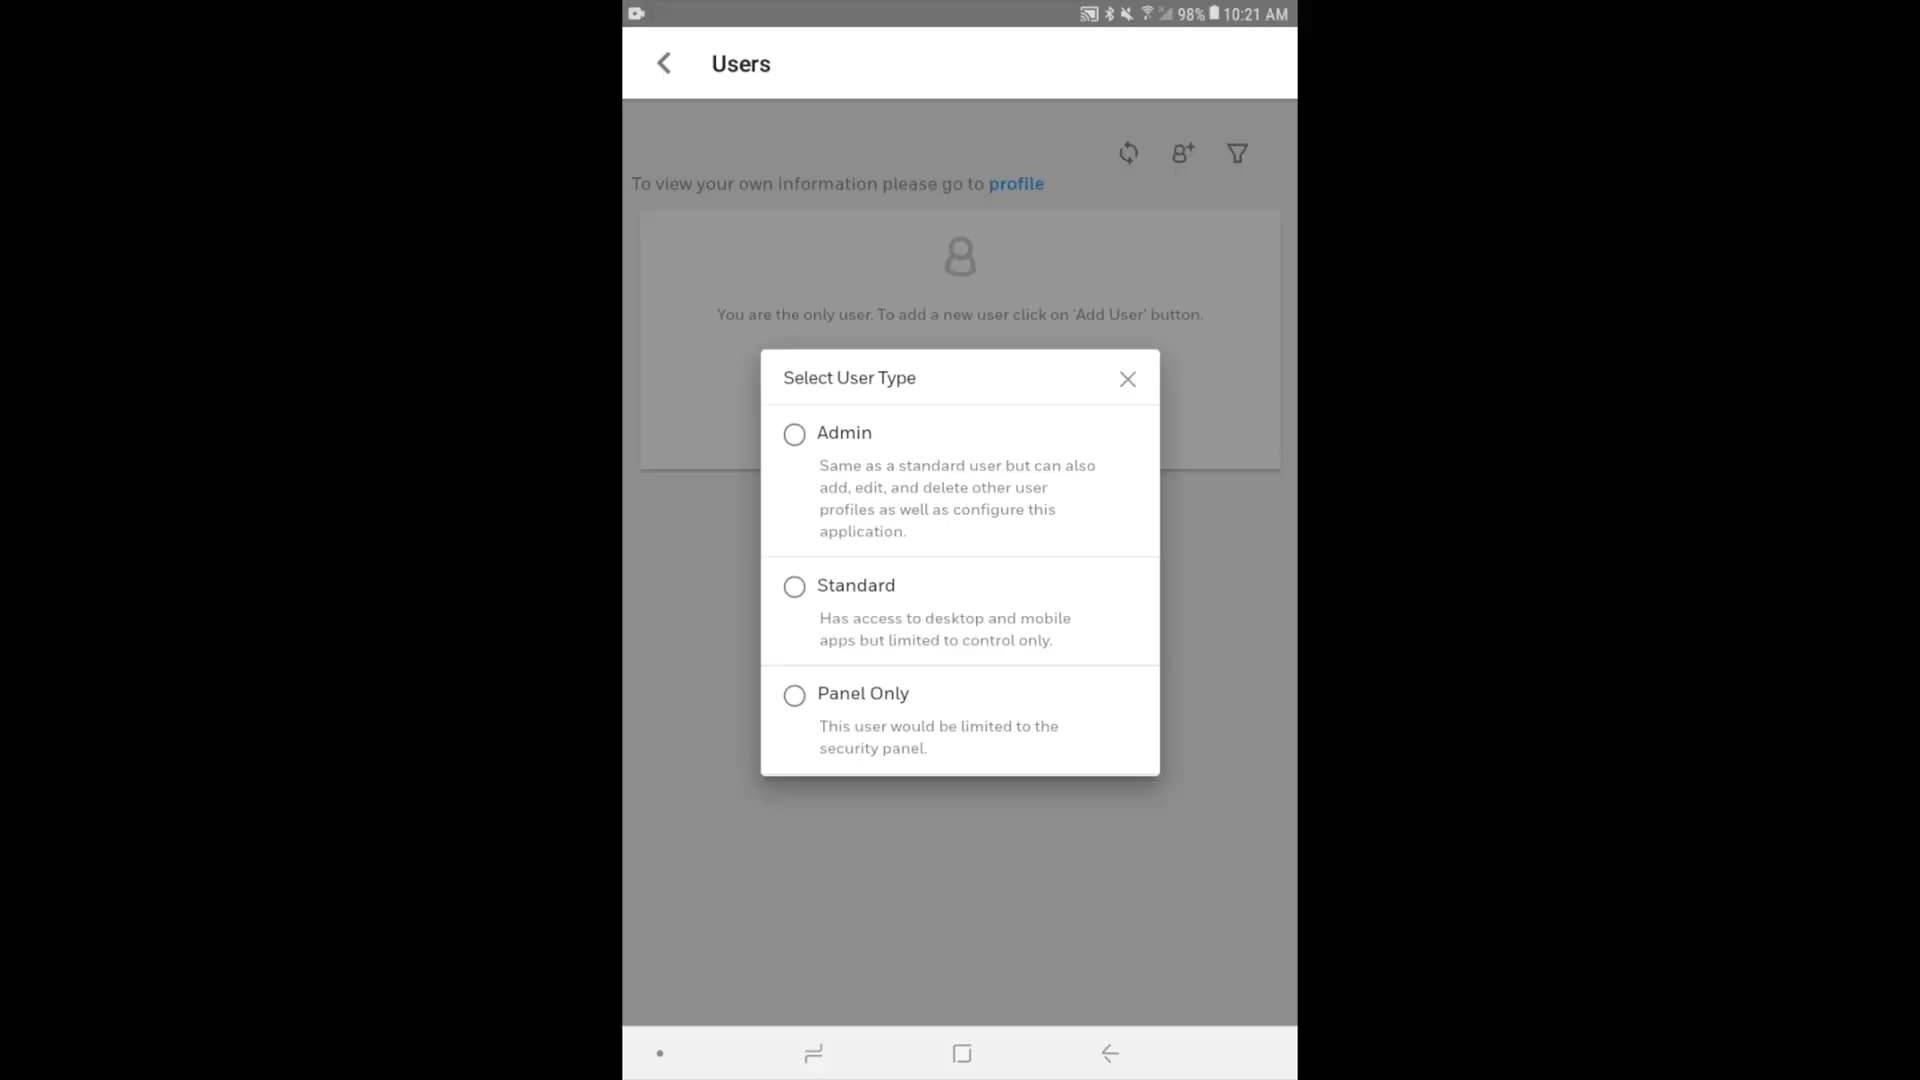 98% 10:21 AM
Users
To view your own information please go to profile
You are the only user. To add a new user click on 'Add User' button.
Select User Type
Admin
Same as a standard user but can also
add, edit, and delete other user
profiles as well as configure this
application.
Standard
Has access to desktop and mobile
apps but limited to control only.
Panel Only
This user would be limited to the
security panel.